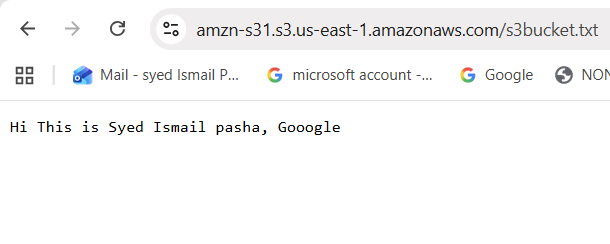 amzn-s31.s3.us-east-1.amazonaws.com/s3bucket.txt
Mail - syed Ismail P... microsoft account -... Google NON
Hi This is Syed Ismail pasha, Gooogle